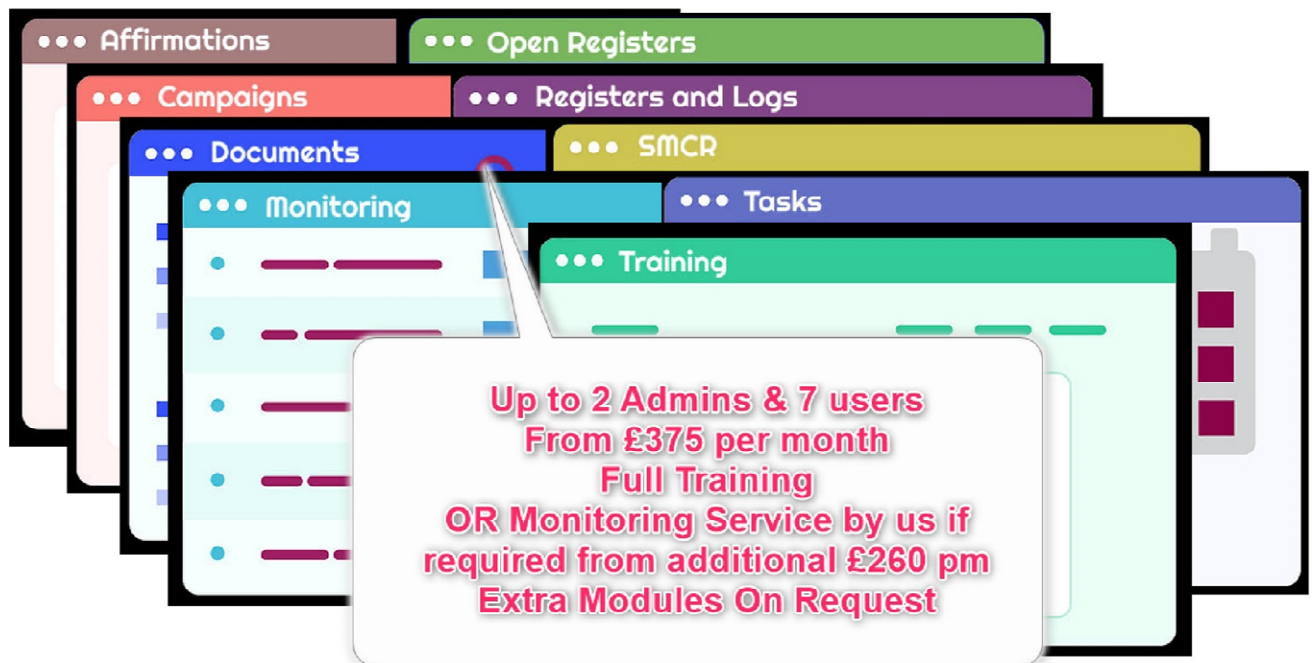 Affirmations
Open Registers
Campaigns
Registers and Logs
Documents
SMCR
Monitoring
Tasks
Training
Up to 2 Admins & 7 users
From £375 per month
Full Training
OR Monitoring Service by us if
required from additional £260 pm
Extra Modules On Request